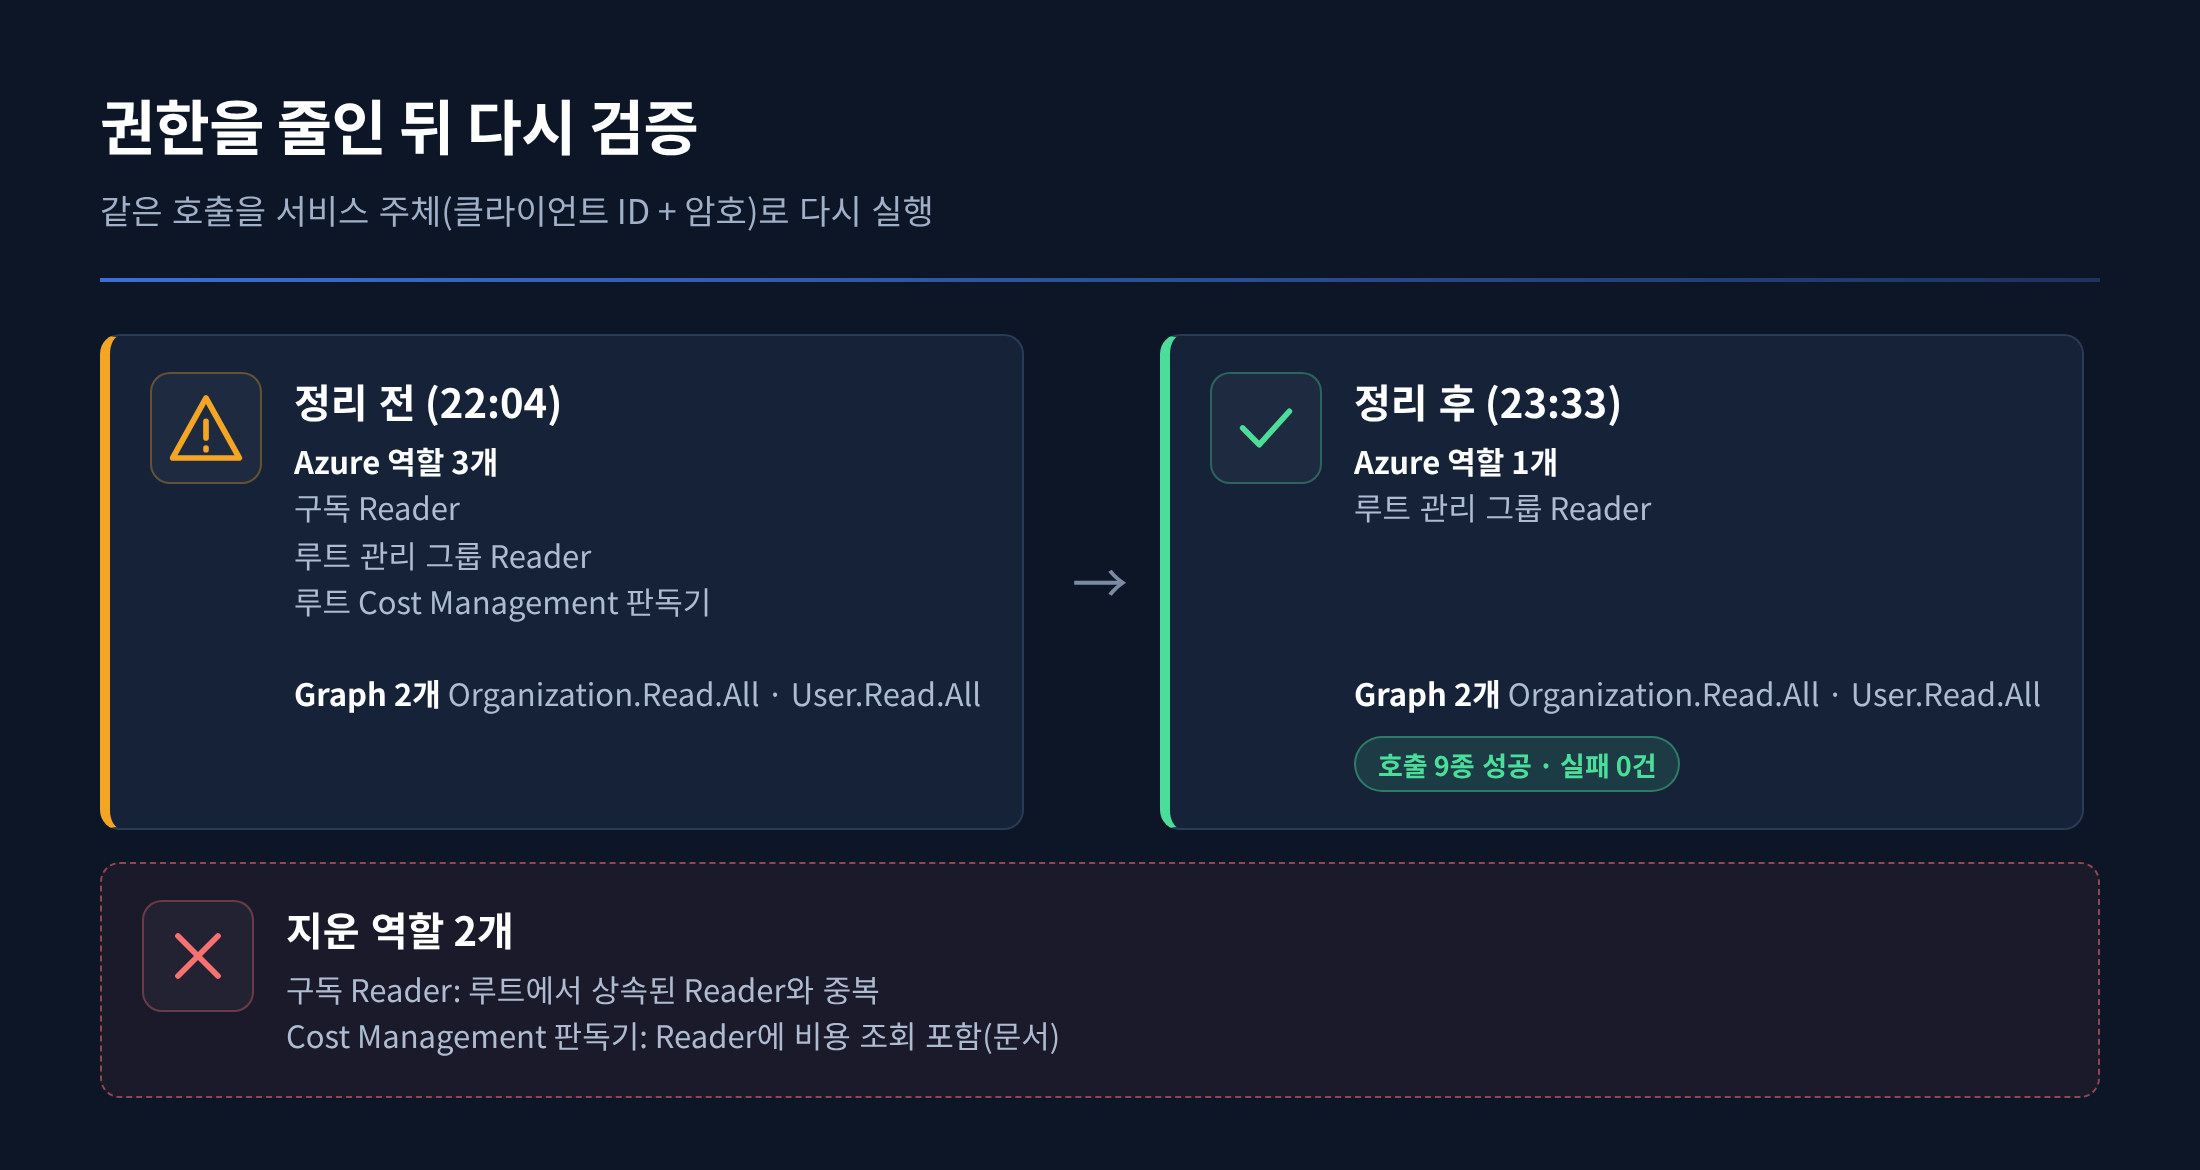 권한을 줄인 뒤 다시 검증
같은 호출을 서비스 주체(클라이언트 ID + 암호)로 다시 실행
정리 전 (22:04)
Azure 역할 3개
구독 Reader
루트 관리 그룹 Reader
루트 Cost Management 판독기
Graph 2개 Organization.Read.All · User.Read.All
→
정리 후 (23:33)
Azure 역할 1개
루트 관리 그룹 Reader
Graph 2개 Organization.Read.All · User.Read.All
호출 9종 성공 · 실패 0건
지운 역할 2개
구독 Reader: 루트에서 상속된 Reader와 중복
Cost Management 판독기: Reader에 비용 조회 포함(문서)